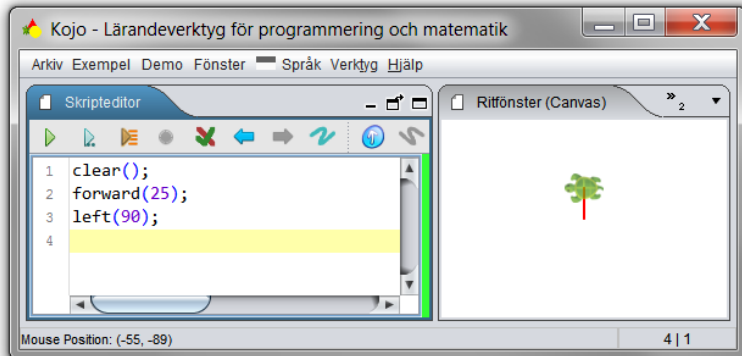 Kojo - Lärandeverktyg för programmering och matematik
Arkiv Exempel Demo Fönster Språk Verktyg Hjälp
Skripteditor
Ritfönster (Canvas) »2
1 clear();
2 forward(25);
3 left(90);
4
Mouse Position: (-55, -89) 4|1